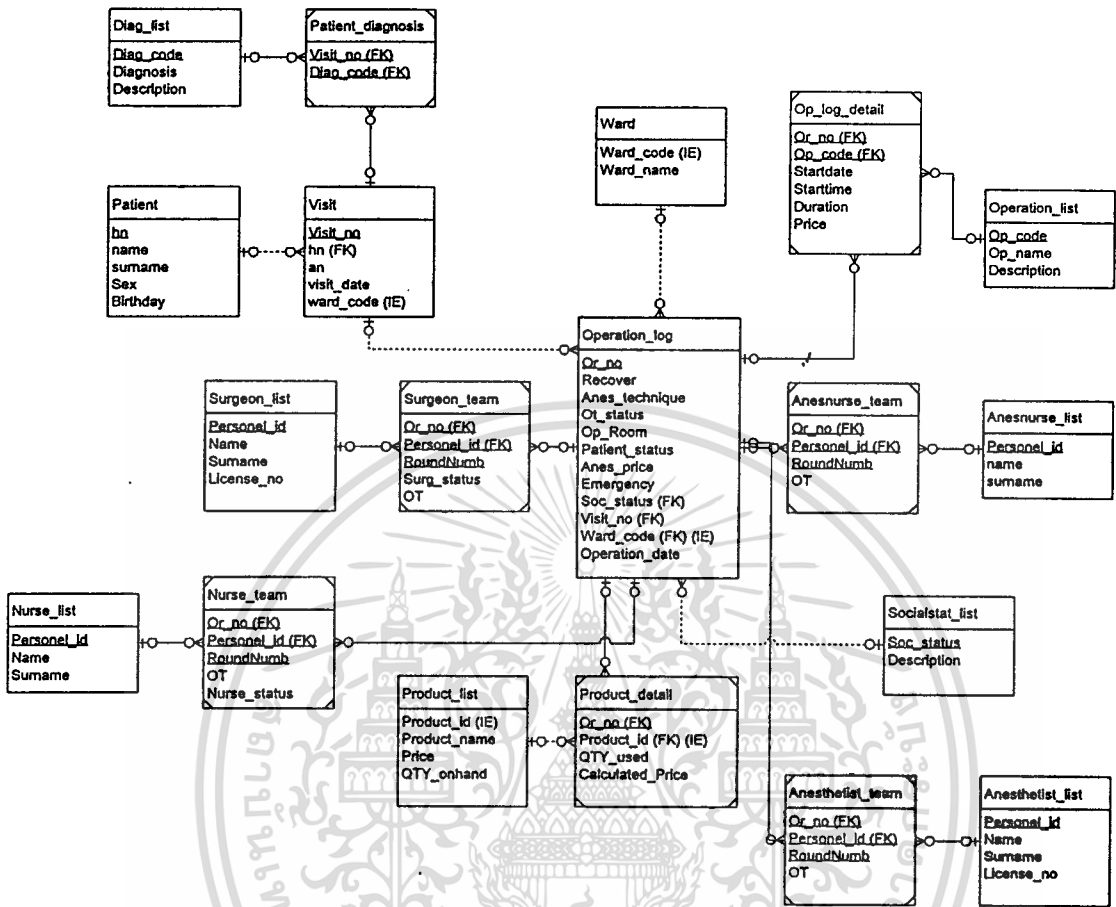 Diag_list
Diag_code
Diagnosis
Description
Patient_diagnosis
Visit_no (FK)
Diag_code (FK)
Ward
Ward_code (IE)
Ward_name
Op_log_detail
Or_no (FK)
Op_code (FK)
Startdate
Starttime
Duration
Price
Operation_list
Op_code
Op_name
Description
Patient
hn
name
surname
Sex
Birthday
Visit
Visit_no
hn (FK)
an
visit_date
ward_code (IE)
Operation_log
Or_no
Recover
Anes_technique
Ot_status
Op_Room
Patient_status
Anes_price
Emergency
Soc_status (FK)
Visit_no (FK)
Ward_code (FK) (IE)
Operation_date
Surgeon_list
Personel_id
Name
Surname
License_no
Surgeon_team
Or_no (FK)
Personel_id (FK)
RoundNumb
Surg_status
OT
Anesnurse_team
Or_no (FK)
Personel_id (FK)
RoundNumb
OT
Anesnurse_list
Personel_id
name
surname
Nurse_list
Personel_id
Name
Surname
Nurse_team
Or_no (FK)
Personel_id (FK)
RoundNumb
OT
Nurse_status
Socialstat_list
Soc_status
Description
Product_list
Product_id (IE)
Product_name
Price
QTY_onhand
Product_detail
Or_no (FK)
Product_id (FK) (IE)
QTY_used
Calculated_Price
Anesthetist_team
Or_no (FK)
Personel_id (FK)
RoundNumb
OT
Anesthetist_list
Personel_id
Name
Surname
License_no